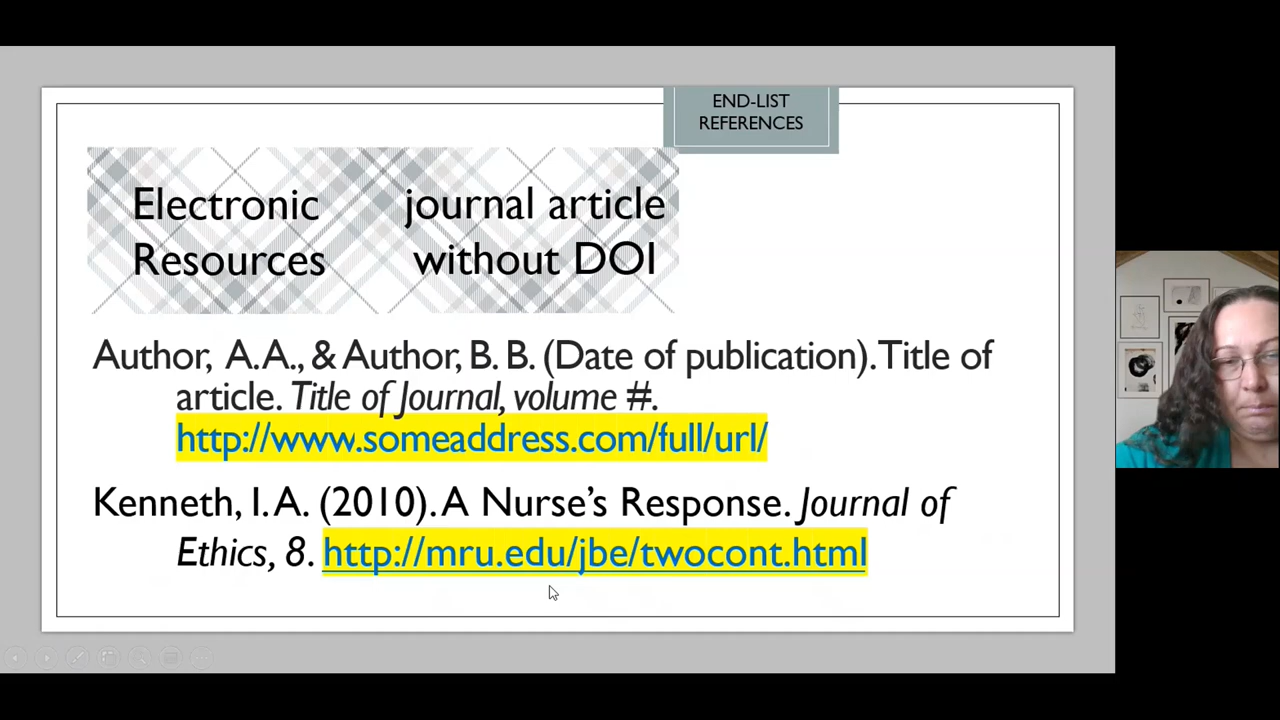 END-LIST
REFERENCES
Electronic
Resources
journal article
without DOI
Author, A.A., & Author, B. B. (Date of publication). Title of
article. Title of Journal, volume #.
http://www.someaddress.com/full/url/
Kenneth, I. A. (2010). A Nurse’s Response. Journal of
Ethics, 8. http://mru.edu/jbe/twocont.html